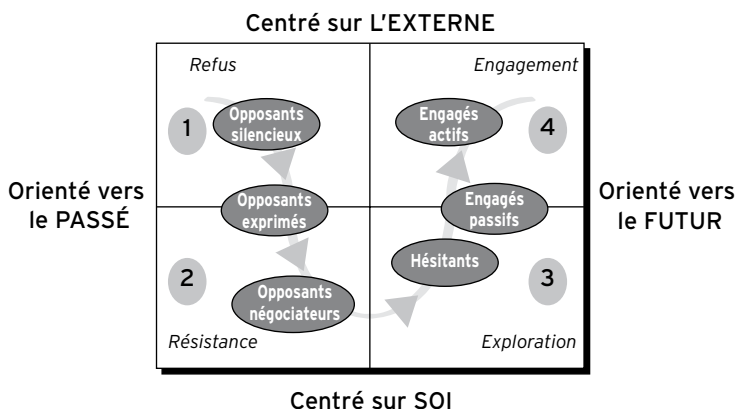 Centré sur L'EXTERNE
Refus
Engagement
1
Opposants
silencieux
Engagés
actifs
4
Orienté vers
le PASSÉ
Opposants
exprimés
Engagés
passifs
Orienté vers
le FUTUR
2
Opposants
négociateurs
Hésitants
3
Résistance
Exploration
Centré sur SOI